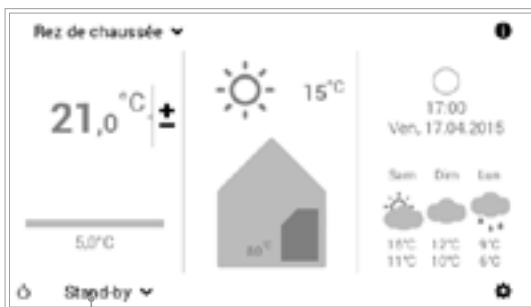 Rez de chaussée
21,0 °C
±
5,0°C
Stand-by
15°C
17:00
Ven, 17.04.2015
Sam Dim Lun
12°C 9°C
11°C 10°C 6°C